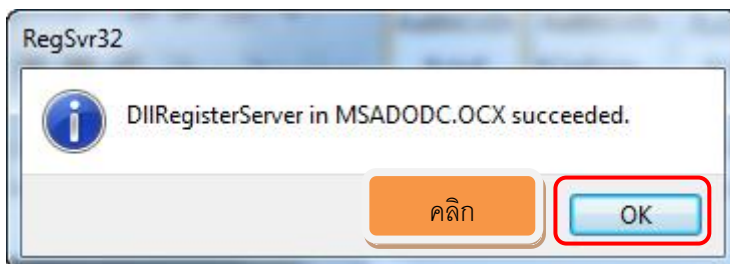 RegSvr32
DllRegisterServer in MSADODC.OCX succeeded.
คลิก
OK